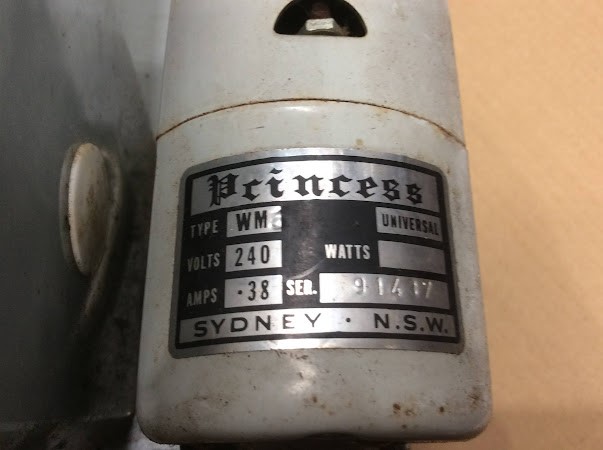 Princess
TYPE WM UNIVERSAL
VOLTS 240 WATTS
AMPS .38 SER. 91417
SYDNEY · N.S.W.